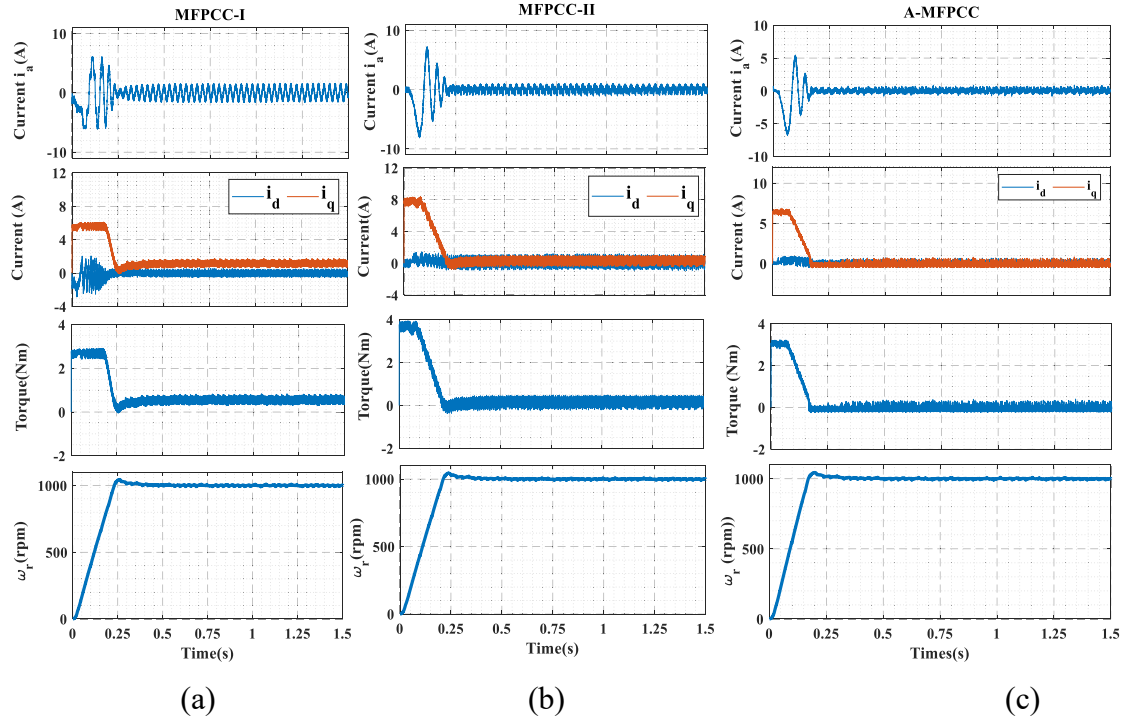 MFPCC-I
Current i_a(A)
10
0
-10
Current (A)
12
8
4
0
-4
i_d i_q
Torque(Nm)
4
2
0
-2
ω_r(rpm)
1000
500
0
0 0.25 0.5 0.75 1 1.25 1.5
Time(s)
(a)
MFPCC-II
Current i_a(A)
10
0
-10
Current(A)
12
8
4
0
-4
i_d i_q
Torque(Nm)
4
2
0
-2
ω_r(rpm)
1000
500
0
0 0.25 0.5 0.75 1 1.25 1.5
Time(s)
(b)
A-MFPCC
Current i_a (A)
10
5
0
-5
-10
Current (A)
10
5
0
i_d i_q
Torque (Nm)
4
2
0
-2
ω_r (rpm))
1000
500
0
0 0.25 0.5 0.75 1 1.25 1.5
Times(s)
(c)